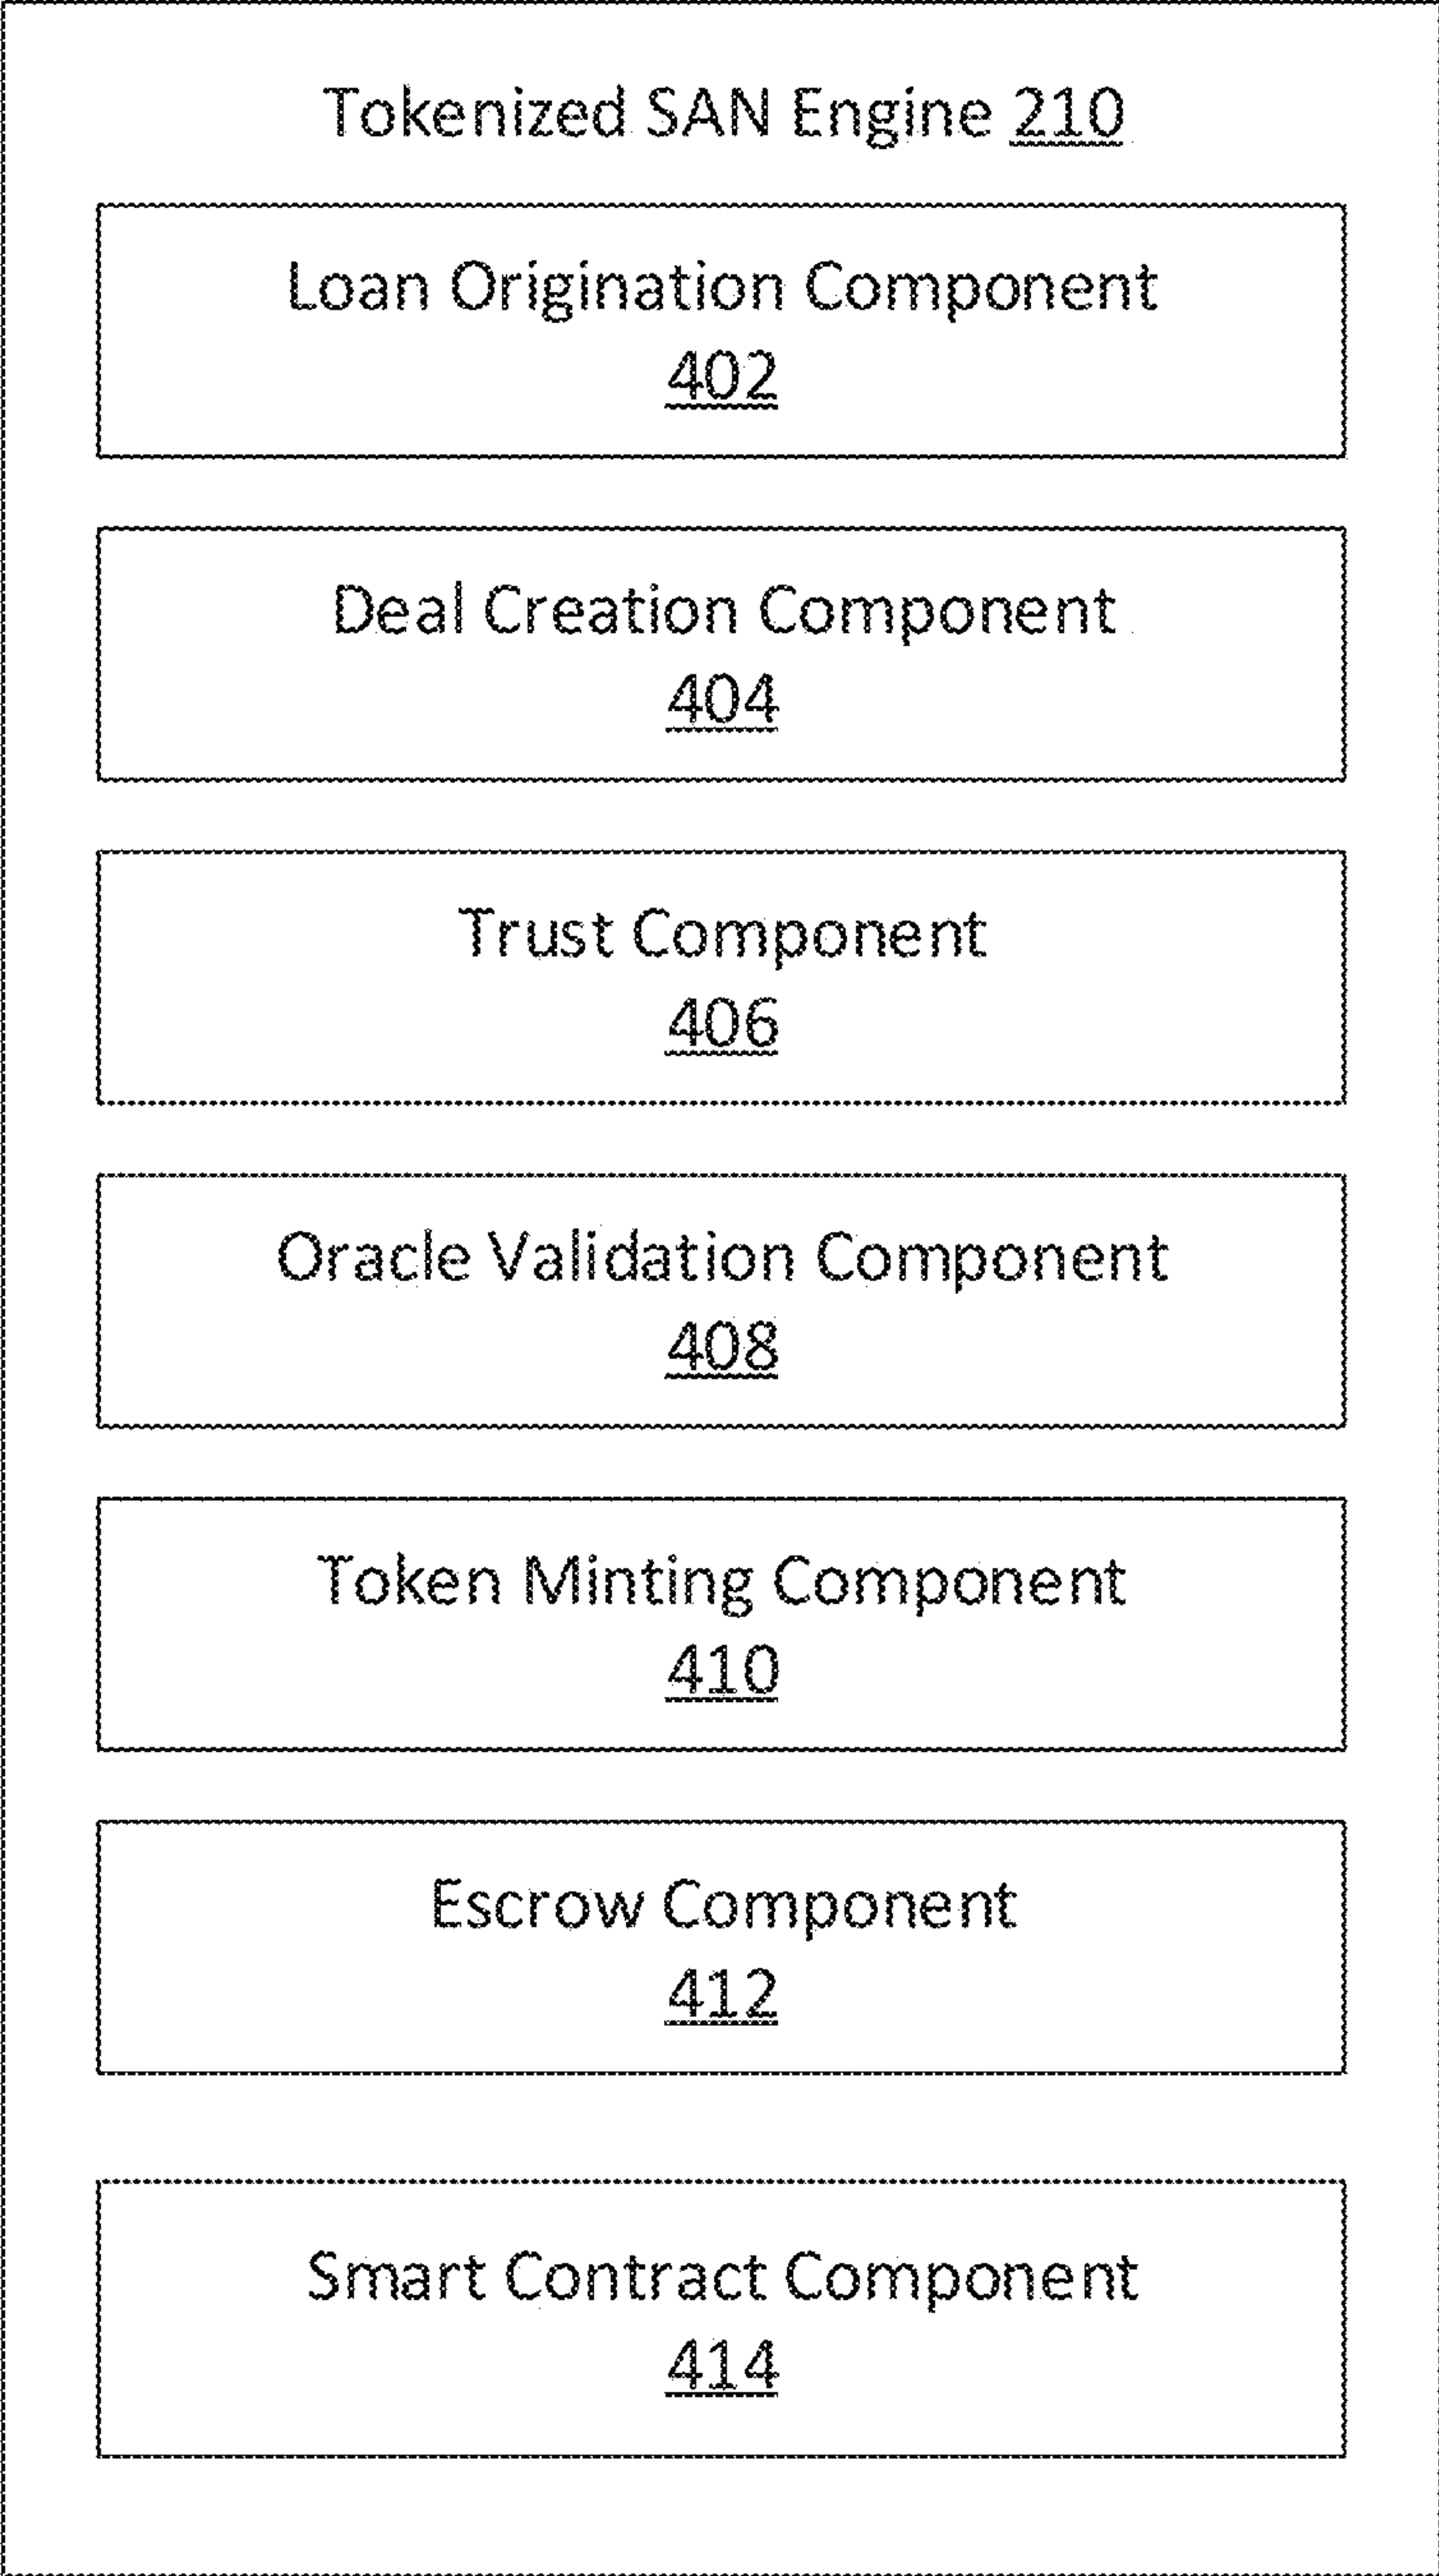 Tokenized SAN Engine 210
Loan Origination Component
402
Deal Creation Component
404
Trust Component
406
Oracle Validation Component
408
Token Minting Component
410
Escrow Component
412
Smart Contract Component
414